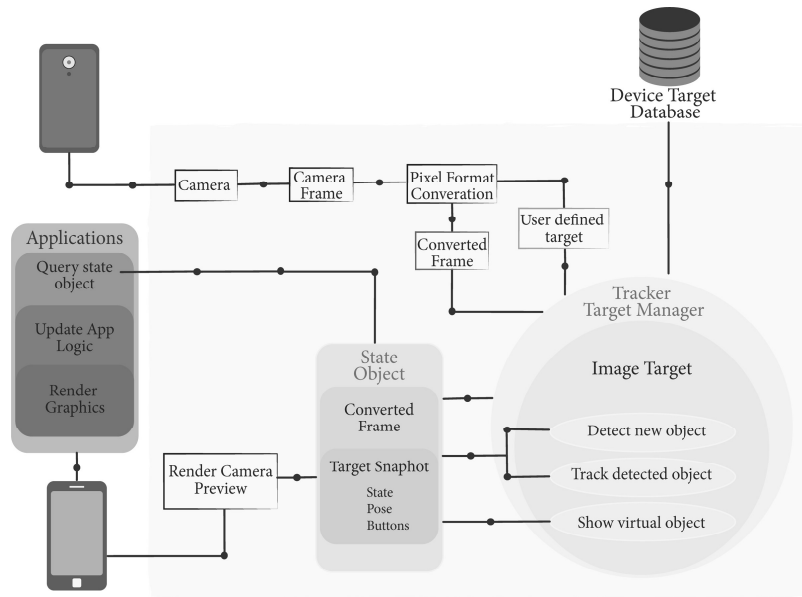 Device Target
Database
Camera
Camera
Frame
Pixel Format
Converation
User defined
target
Converted
Frame
Applications
Query state
object
Update App
Logic
Render
Graphics
Tracker
Target Manager
Image Target
Detect new object
Track detected object
Show virtual object
State
Object
Converted
Frame
Target Snaphot
State
Pose
Buttons
Render Camera
Preview